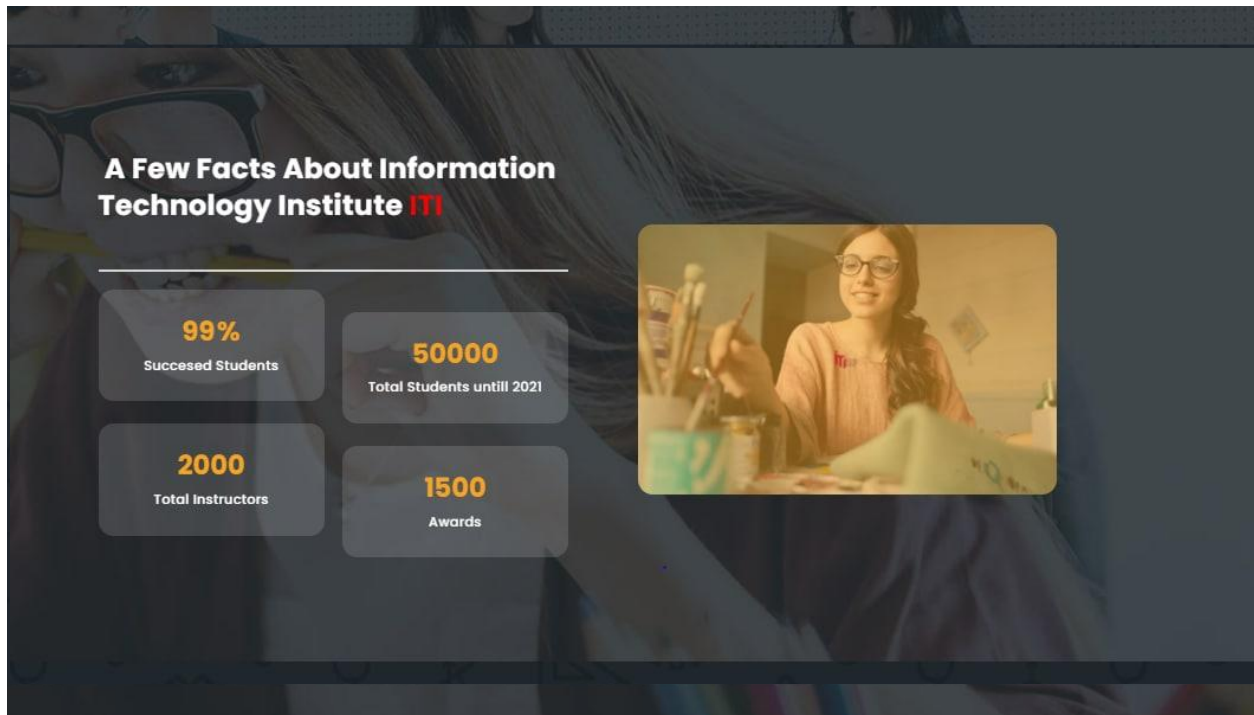 A Few Facts About Information
Technology Institute ITI
99%
Succesed Students
50000
Total Students untill 2021
2000
Total Instructors
1500
Awards